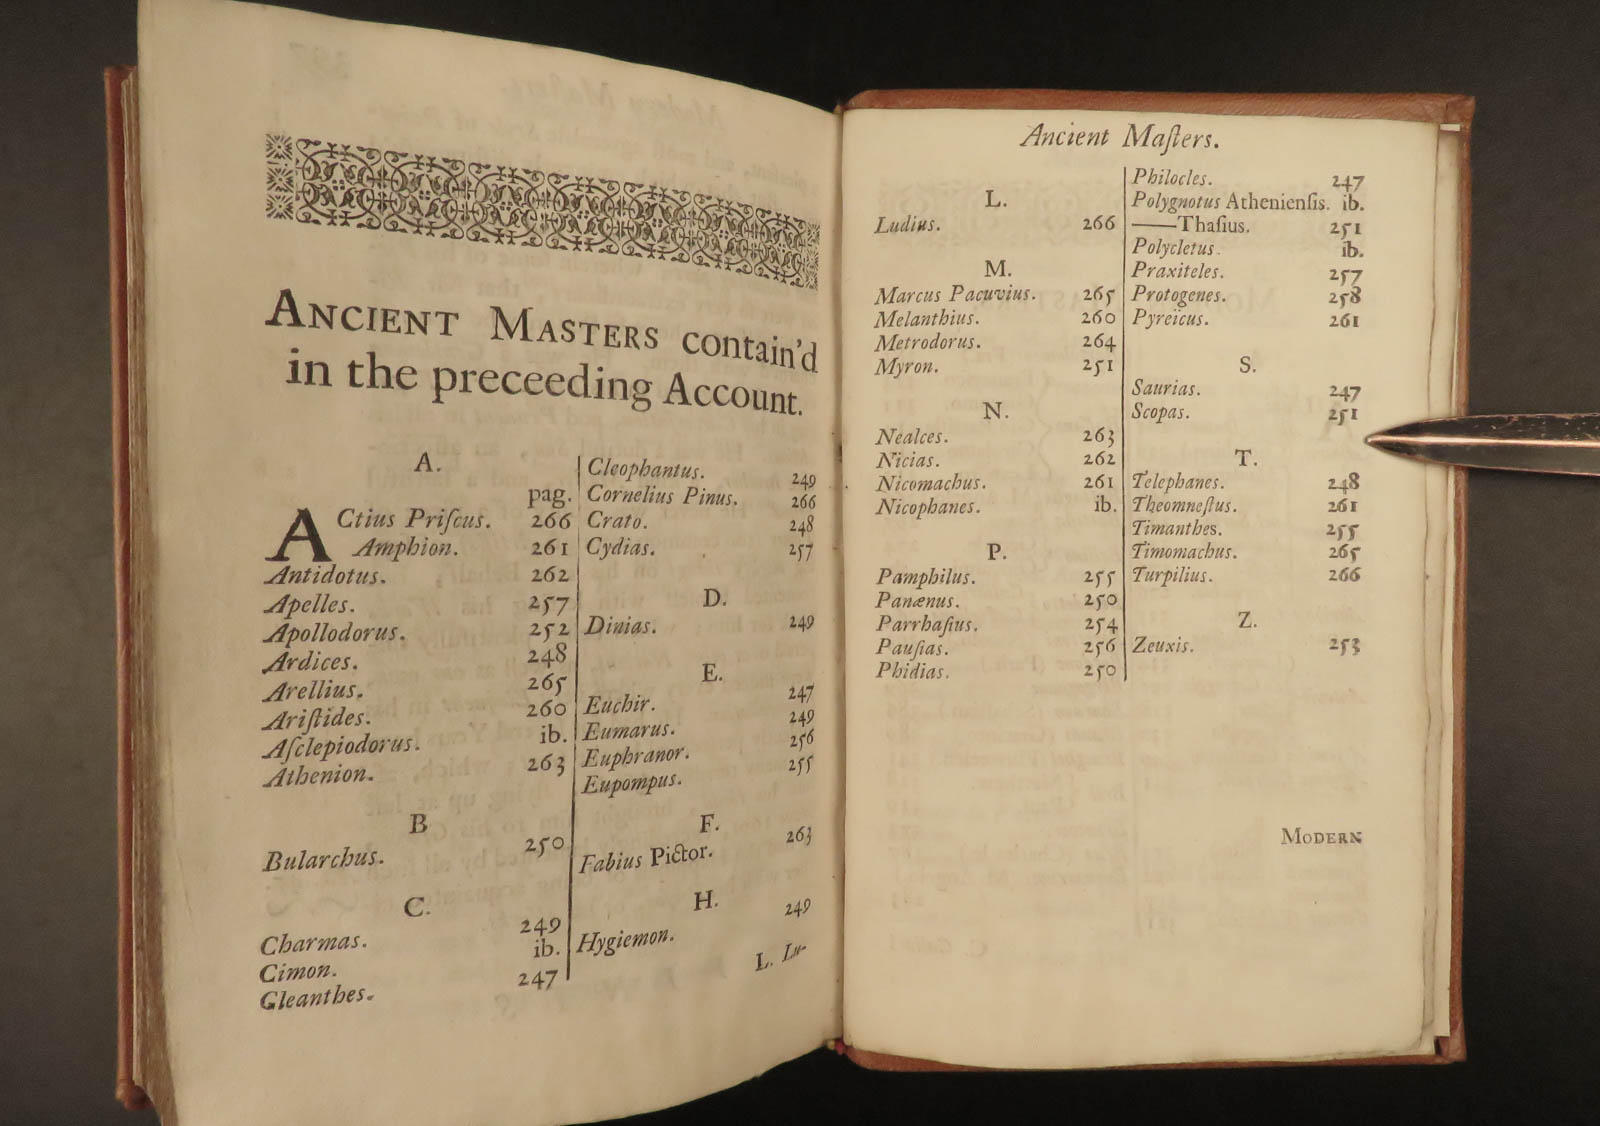 ANCIENT MASTERS contain'd
in the preceeding Account.
A.
pag.
ACtius Priſcus. 266
Amphion. 261
Antidotus. 262
Apelles. 257
Apollodorus. 252
Ardices. 248
Arellius. 265
Ariſtides. 260
Aſclepiodorus. ib.
Athenion. 263
B
Bularchus. 250
C.
Charmas. 249
Cimon. ib.
Gleanthes. 247
Cleophantus. 249
Cornelius Pinus. 266
Crato. 248
Cydias. 257
D.
Dinias. 249
E.
Euchir. 247
Eumarus. 249
Euphranor. 256
Eupompus. 255
F.
Fabius Pictor. 263
H.
Hygiemon. 249
L. Lu-
Ancient Maſters.
L.
Ludius. 266
M.
Marcus Pacuvius. 265
Melanthius. 260
Metrodorus. 264
Myron. 251
N.
Nealces. 263
Nicias. 262
Nicomachus. 261
Nicophanes. ib.
P.
Pamphilus. 255
Panænus. 250
Parrhaſius. 254
Pauſias. 256
Phidias. 250
Philocles. 247
Polygnotus Athenienſis. ib.
——Thaſius. 251
Polycletus. ib.
Praxiteles. 257
Protogenes. 258
Pyreicus. 261
S.
Saurias. 247
Scopas. 251
T.
Telephanes. 248
Theomneſtus. 261
Timanthes. 255
Timomachus. 265
Turpilius. 266
Z.
Zeuxis. 253
MODERN